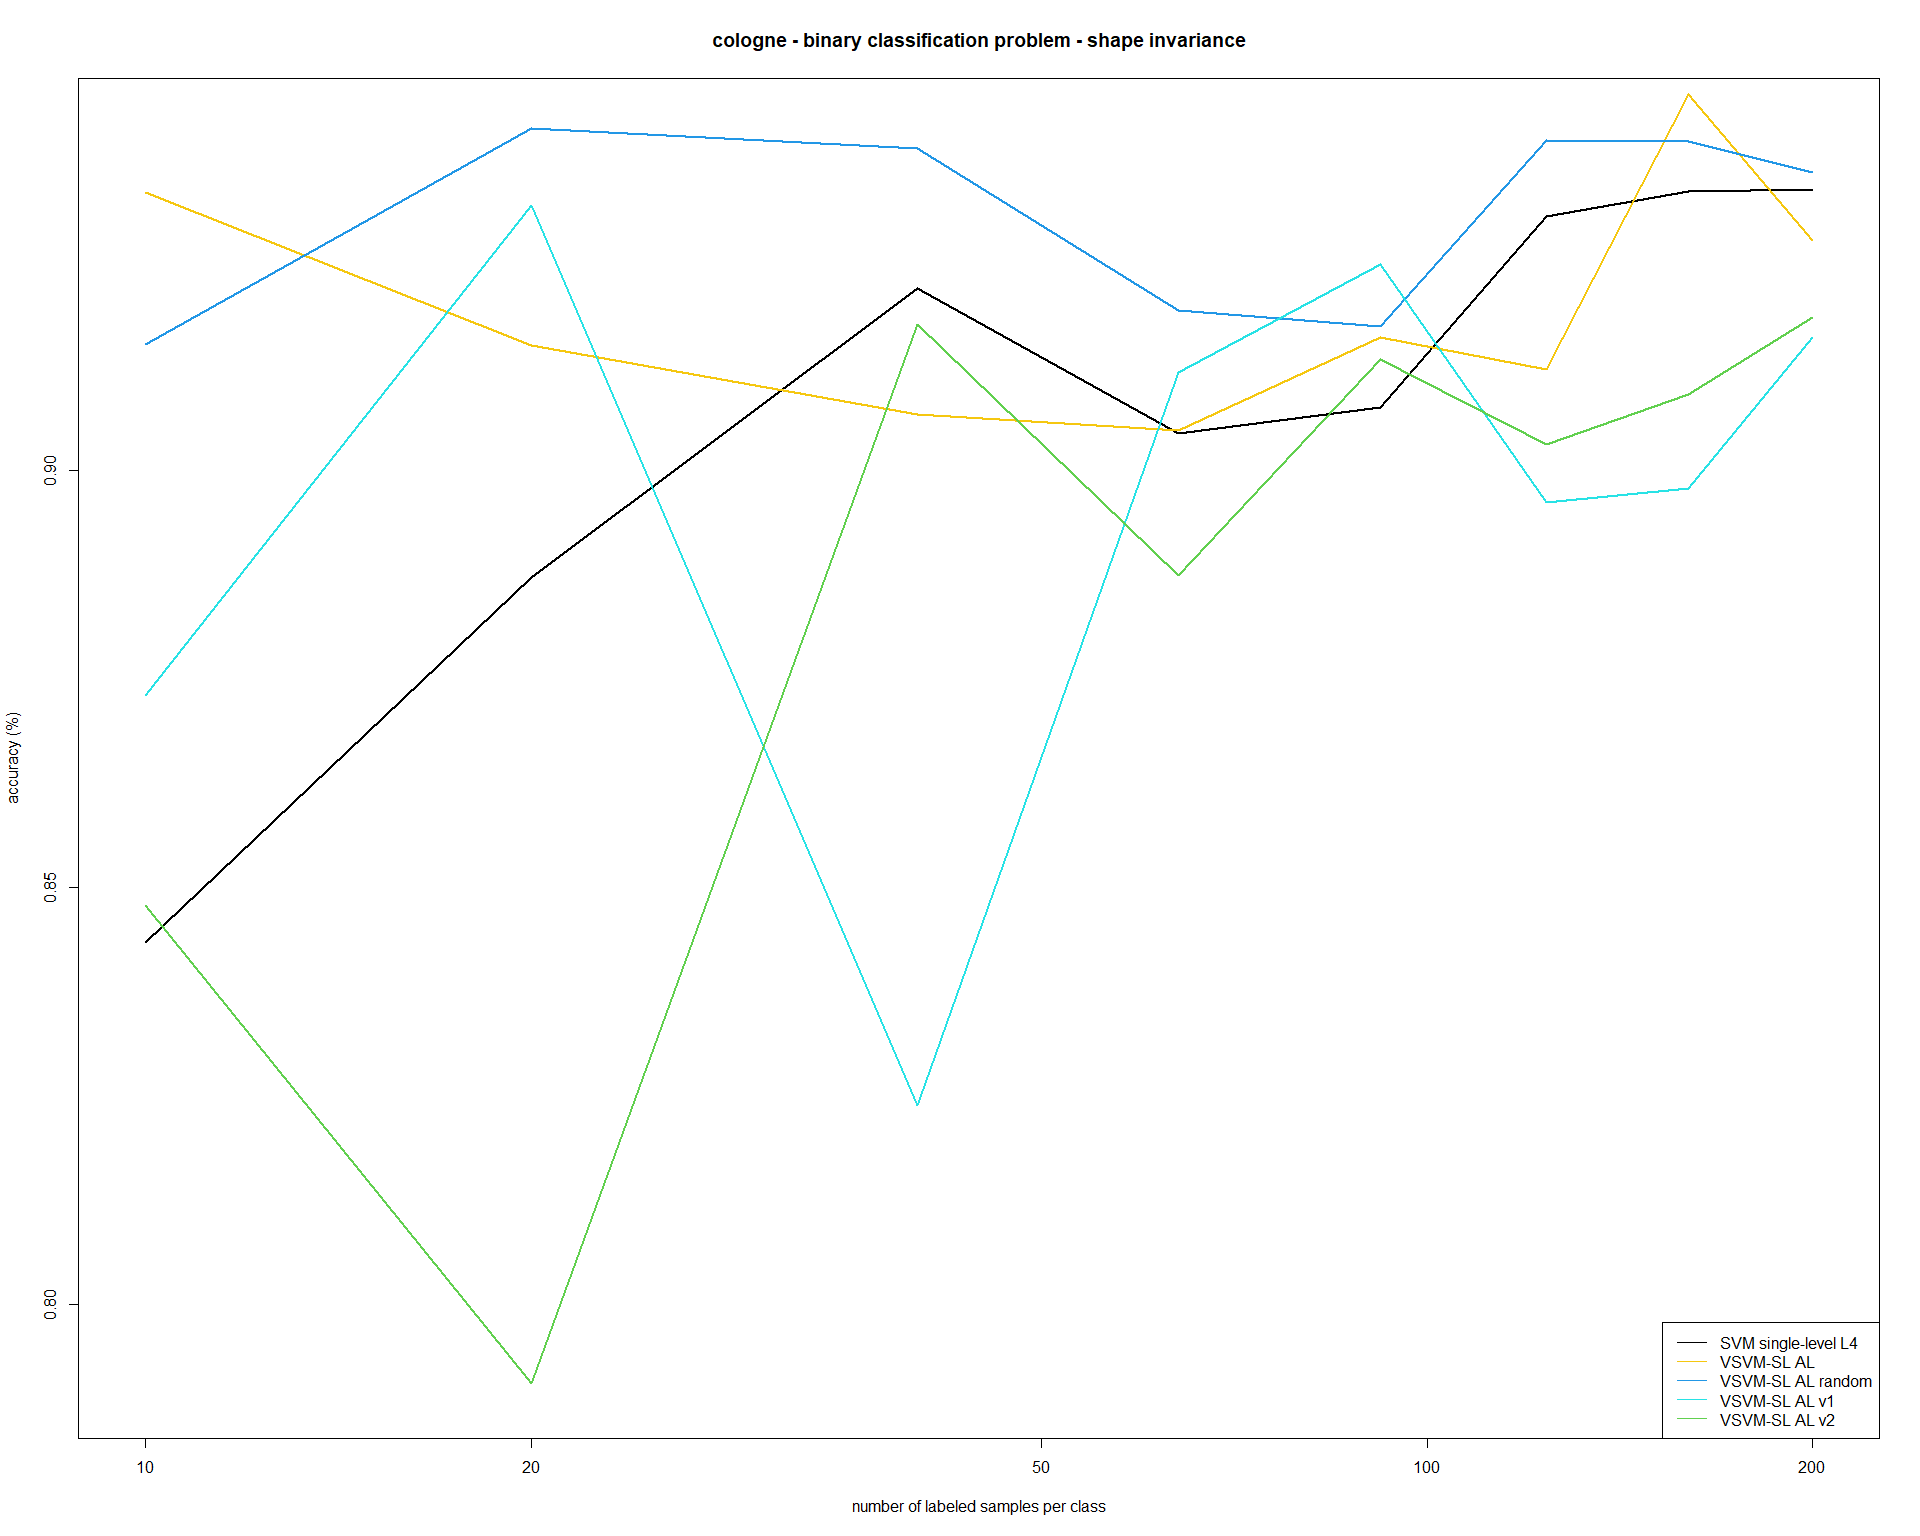 cologne - binary classification problem - shape invariance
accuracy (%)
0.90
0.85
0.80
SVM single-level L4
VSVM-SL AL
VSVM-SL AL random
VSVM-SL AL v1
VSVM-SL AL v2
10 20 50 100 200
number of labeled samples per class